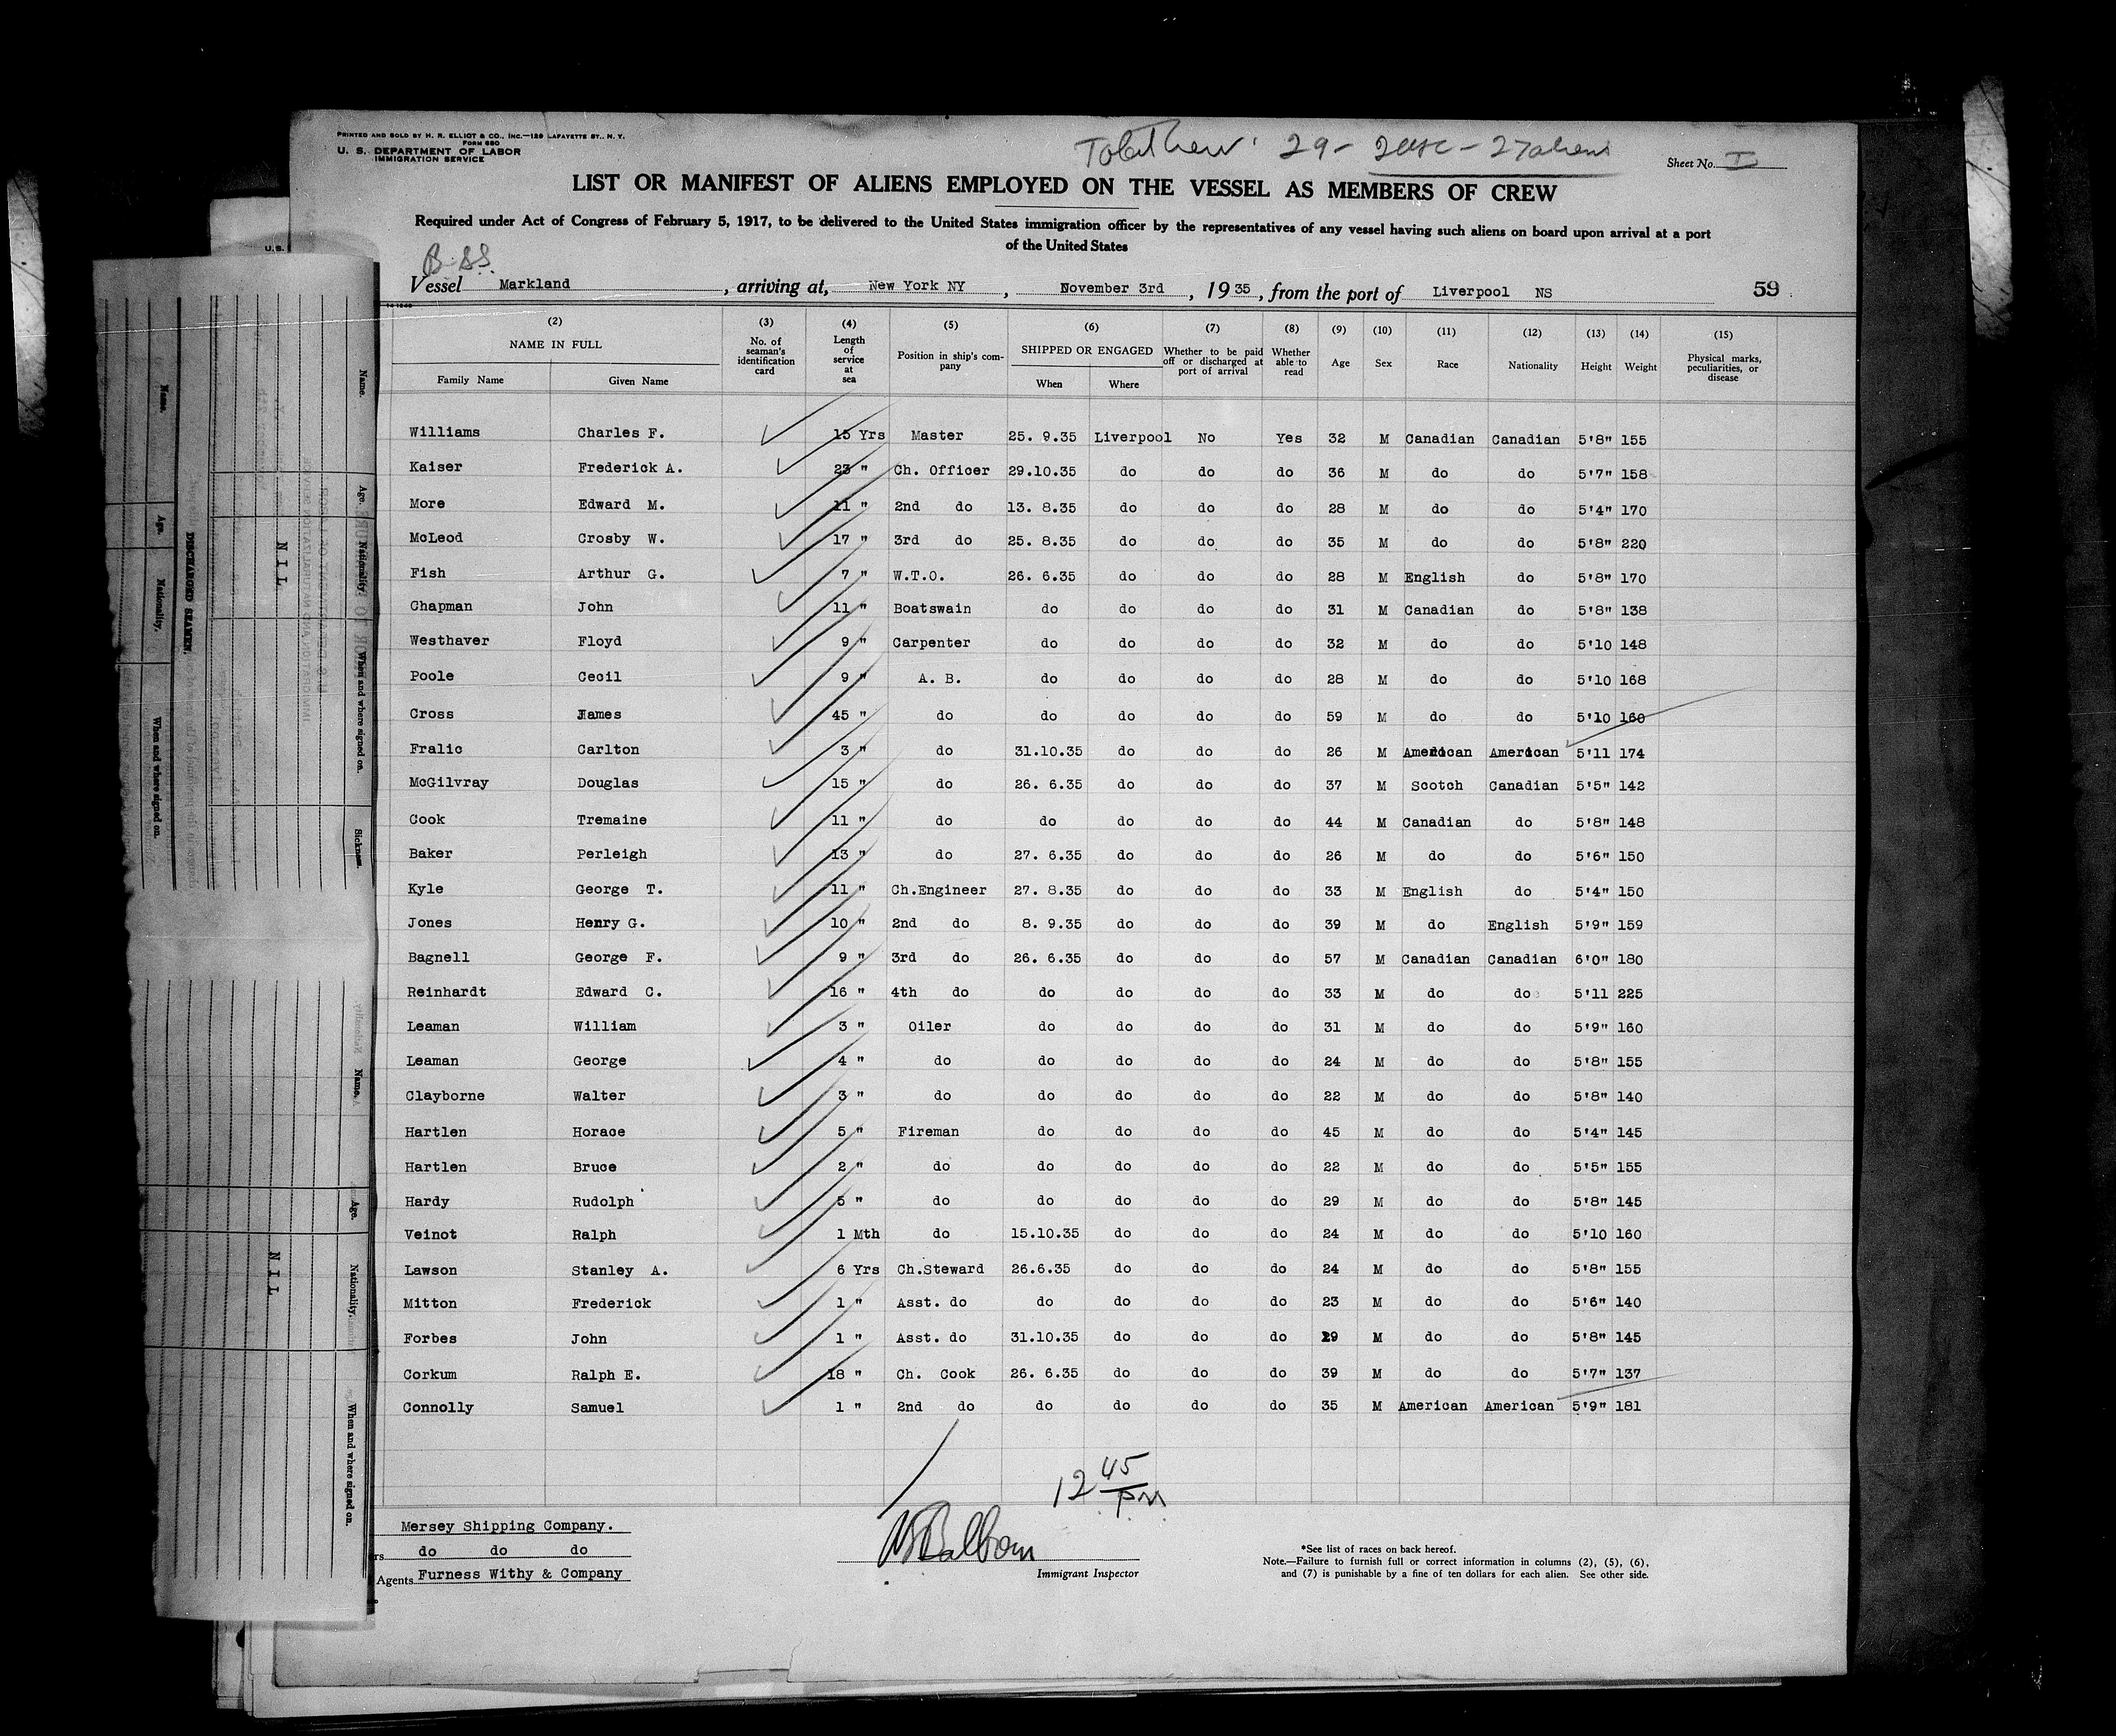 PRINTED AND SOLD BY H. R. ELLIOT & CO., INC.—129 LAFAYETTE ST., N. Y.
FORM 680
U. S. DEPARTMENT OF LABOR
IMMIGRATION SERVICE
Total Crew 29 - 2 USC - 27 aliens
Sheet No. I
LIST OR MANIFEST OF ALIENS EMPLOYED ON THE VESSEL AS MEMBERS OF CREW
Required under Act of Congress of February 5, 1917, to be delivered to the United States immigration officer by the representatives of any vessel having such aliens on board upon arrival at a port
of the United States
B-SS.
Vessel Markland, arriving at, New York NY, November 3rd, 1935, from the port of Liverpool NS 59
(2) (3) (4) (5) (6) (7) (8) (9) (10) (11) (12) (13) (14) (15)
NAME IN FULL No. of seaman's identification card Length of service at sea Position in ship's company SHIPPED OR ENGAGED Whether to be paid off or discharged at port of arrival Whether able to read Age Sex Race Nationality Height Weight Physical marks, peculiarities, or disease
Family Name Given Name When Where
Williams Charles F. 15 Yrs Master 25. 9.35 Liverpool No Yes 32 M Canadian Canadian 5'8" 155
Kaiser Frederick A. 23 " Ch. Officer 29.10.35 do do do 36 M do do 5'7" 158
More Edward M. 11 " 2nd do 13. 8.35 do do do 28 M do do 5'4" 170
McLeod Crosby W. 17 " 3rd do 25. 8.35 do do do 35 M do do 5'8" 220
Fish Arthur G. 7 " W.T.O. 26. 6.35 do do do 28 M English do 5'8" 170
Chapman John 11 " Boatswain do do do do 31 M Canadian do 5'8" 138
Westhaver Floyd 9 " Carpenter do do do do 32 M do do 5'10 148
Poole Cecil 9 " A. B. do do do do 28 M do do 5'10 168
Cross James 45 " do do do do do 59 M do do 5'10 160
Fralic Carlton 3 " do 31.10.35 do do do 26 M American American 5'11 174
McGilvray Douglas 15 " do 26. 6.35 do do do 37 M Scotch Canadian 5'5" 142
Cook Tremaine 11 " do do do do do 44 M Canadian do 5'8" 148
Baker Perleigh 13 " do 27. 6.35 do do do 26 M do do 5'6" 150
Kyle George T. 11 " Ch.Engineer 27. 8.35 do do do 33 M English do 5'4" 150
Jones Henry G. 10 " 2nd do 8. 9.35 do do do 39 M do English 5'9" 159
Bagnell George F. 9 " 3rd do 26. 6.35 do do do 57 M Canadian Canadian 6'0" 180
Reinhardt Edward C. 16 " 4th do do do do do 33 M do do 5'11 225
Leaman William 3 " Oiler do do do do 31 M do do 5'9" 160
Leaman George 4 " do do do do do 24 M do do 5'8" 155
Clayborne Walter 3 " do do do do do 22 M do do 5'8" 140
Hartlen Horace 5 " Fireman do do do do 45 M do do 5'4" 145
Hartlen Bruce 2 " do do do do do 22 M do do 5'5" 155
Hardy Rudolph 5 " do do do do do 29 M do do 5'8" 145
Veinot Ralph 1 Mth do 15.10.35 do do do 24 M do do 5'10 160
Lawson Stanley A. 6 Yrs Ch.Steward 26.6.35 do do do 24 M do do 5'8" 155
Mitton Frederick 1 " Asst. do do do do do 23 M do do 5'6" 140
Forbes John 1 " Asst. do 31.10.35 do do do 29 M do do 5'8" 145
Corkum Ralph E. 18 " Ch. Cook 26. 6.35 do do do 39 M do do 5'7" 137
Connolly Samuel 1 " 2nd do do do do do 35 M American American 5'9" 181
12 45 PM
Mersey Shipping Company.
rs do do do
Agents Furness Withy & Company
Immigrant Inspector
*See list of races on back hereof.
Note.—Failure to furnish full or correct information in columns (2), (5), (6),
and (7) is punishable by a fine of ten dollars for each alien. See other side.
U.S.
Name. Age. Nationality. When and where signed on. Sickness.
NIL
DISCHARGED SEAMEN.
Name. Age. Nationality. When and where signed on.
Name. Age. Nationality. When and where signed on.
NIL